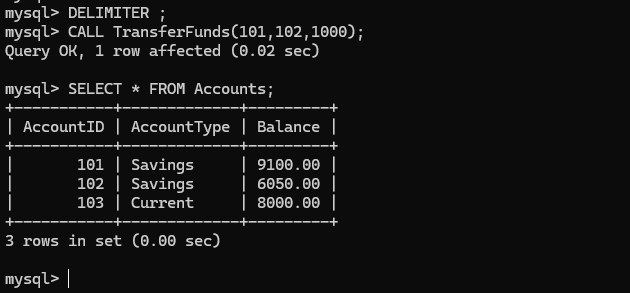 mysql> DELIMITER ;
mysql> CALL TransferFunds(101,102,1000);
Query OK, 1 row affected (0.02 sec)

mysql> SELECT * FROM Accounts;
+-----------+-------------+---------+
| AccountID | AccountType | Balance |
+-----------+-------------+---------+
|       101 | Savings     | 9100.00 |
|       102 | Savings     | 6050.00 |
|       103 | Current     | 8000.00 |
+-----------+-------------+---------+
3 rows in set (0.00 sec)

mysql>